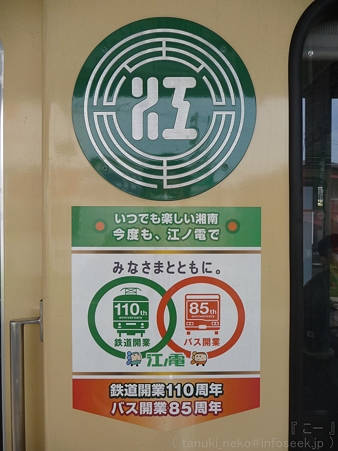 江
いつでも楽しい湘南
今度も、江ノ電で
みなさまとともに。
110th
anniversary
鉄道開業
85th
anniversary
バス開業
江ノ電
鉄道開業110周年
バス開業85周年
『 こー 』
( tanuki_neko@infoseek.jp )